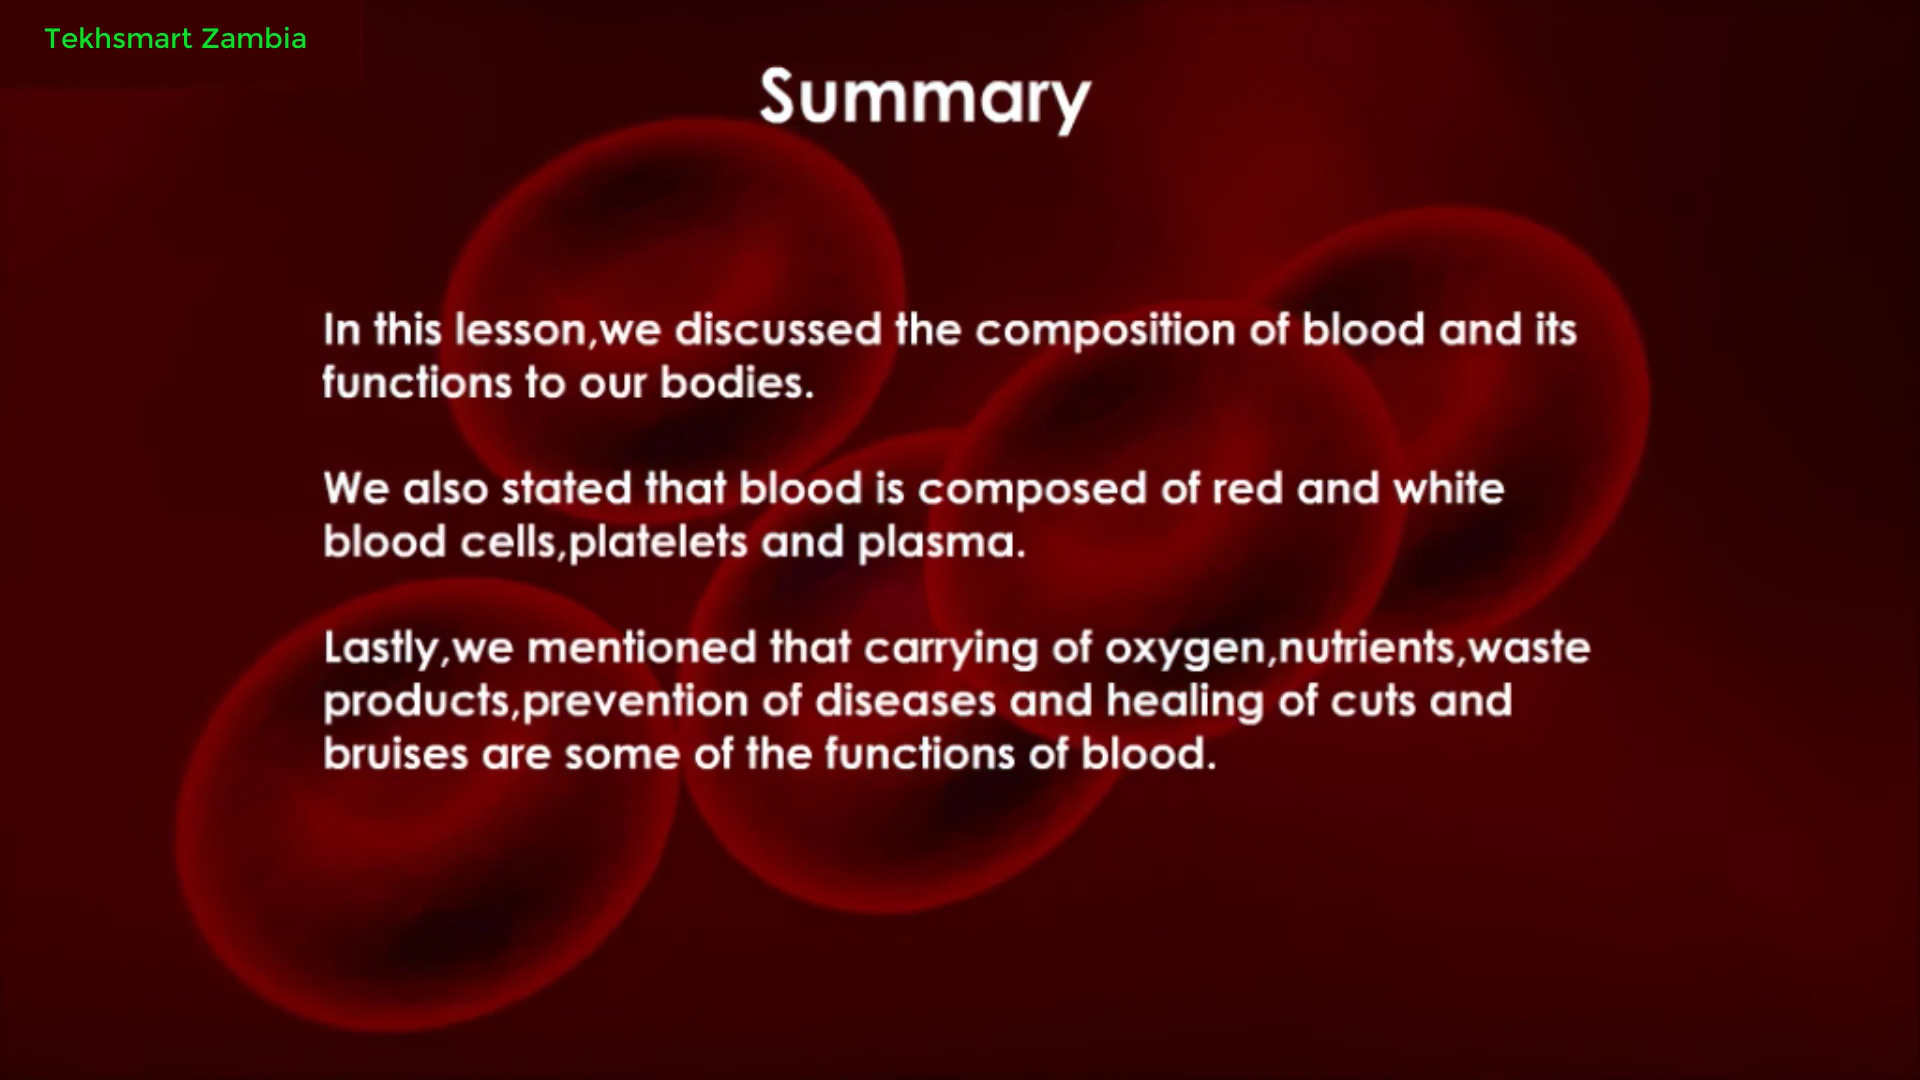 Tekhsmart Zambia
Summary
In this lesson,we discussed the composition of blood and its
functions to our bodies.
We also stated that blood is composed of red and white
blood cells,platelets and plasma.
Lastly,we mentioned that carrying of oxygen,nutrients,waste
products,prevention of diseases and healing of cuts and
bruises are some of the functions of blood.